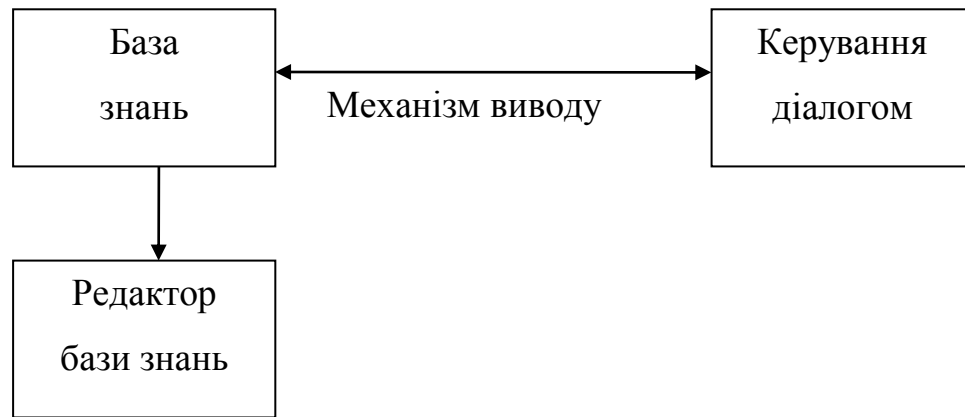 База
знань
Механізм виводу
Керування
діалогом
Редактор
бази знань